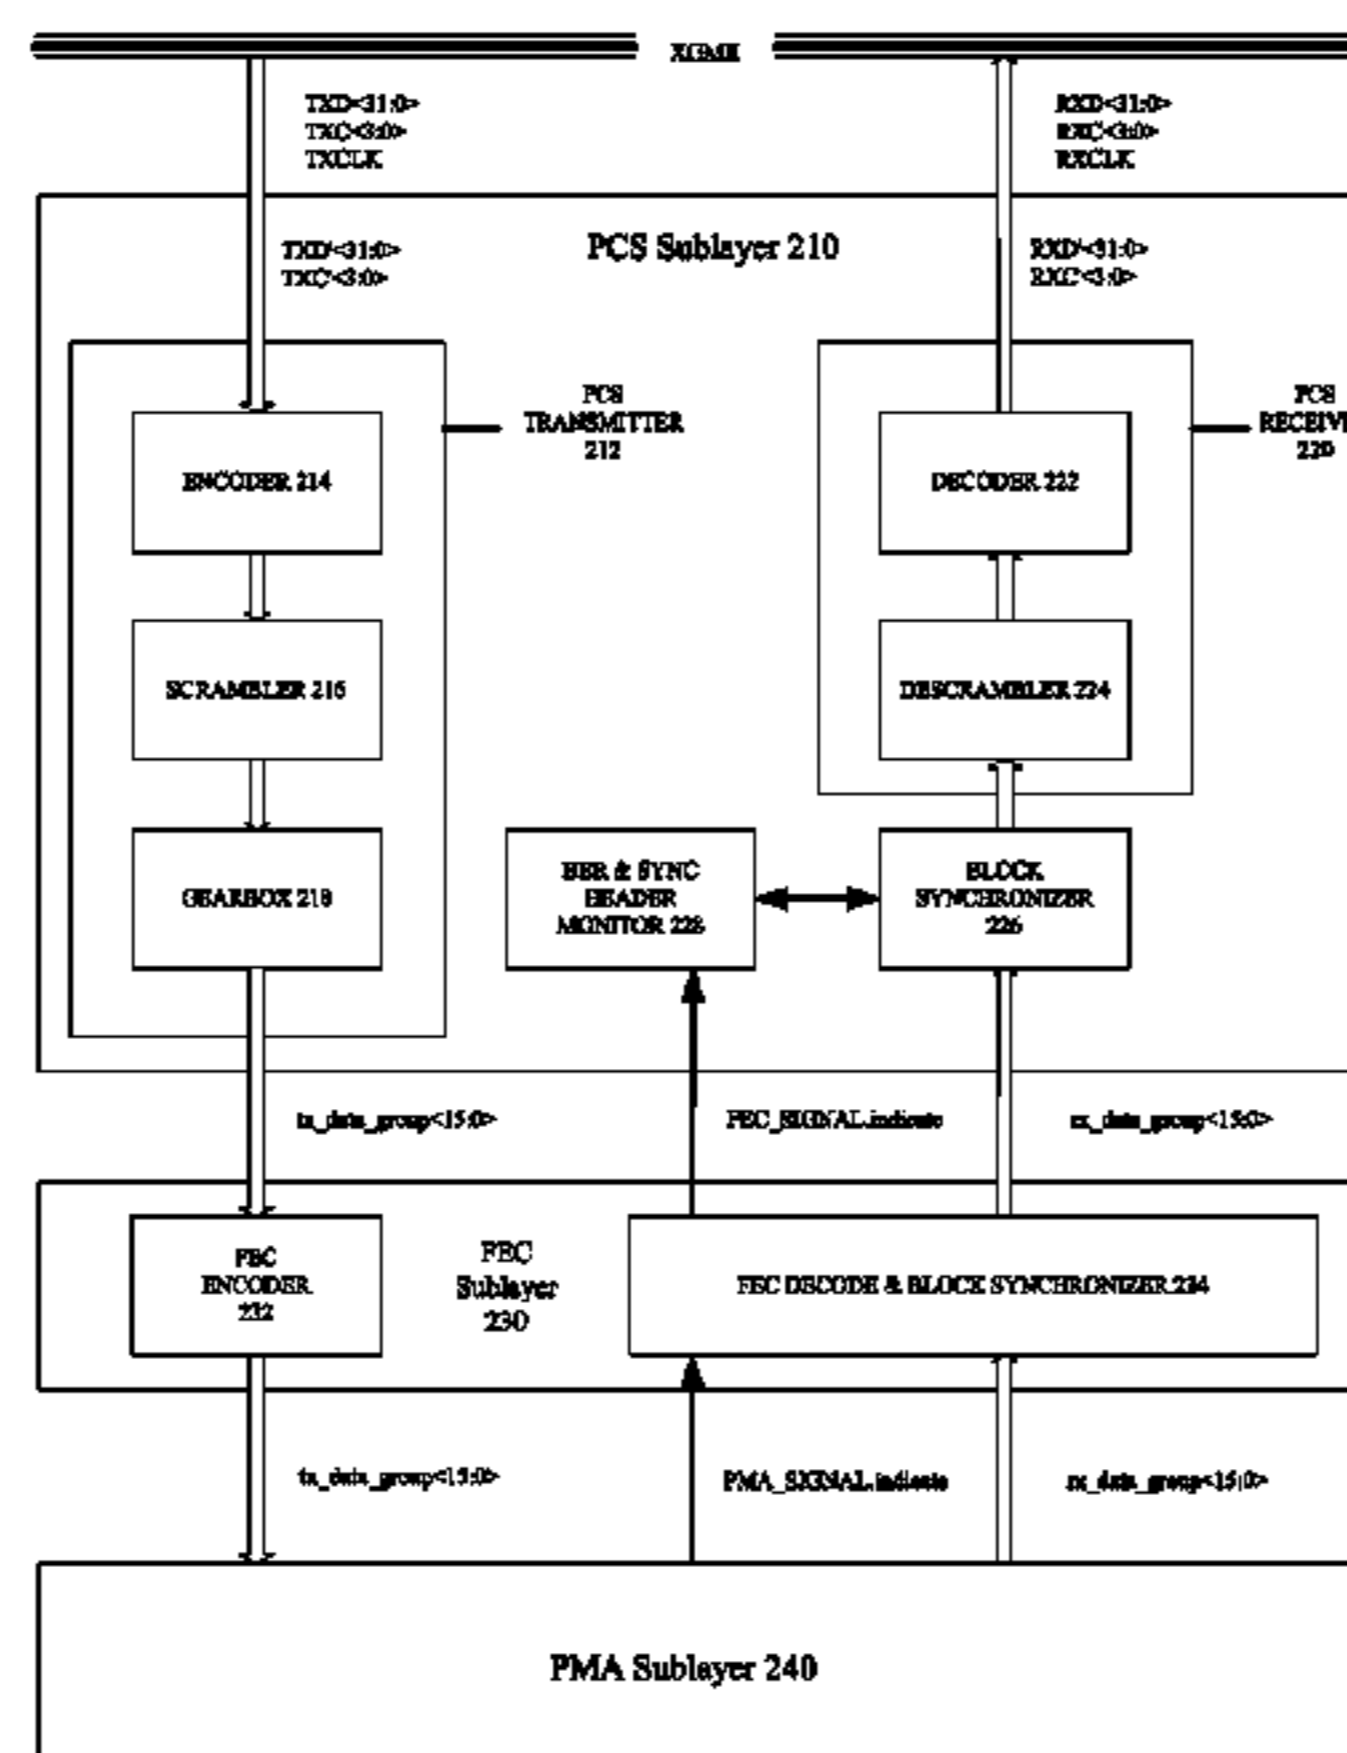 XGMII
TXD<31:0>
TXC<3:0>
TXCLK
RXD<31:0>
RXC<3:0>
RXCLK
PCS Sublayer 210
TXD'<31:0>
TXC'<3:0>
RXD'<31:0>
RXC'<3:0>
PCS
TRANSMITTER
212
PCS
RECEIVE
220
ENCODER 214
DECODER 222
SCRAMBLER 216
DESCRAMBLER 224
GEARBOX 218
BER & SYNC
HEADER
MONITOR 228
BLOCK
SYNCHRONIZER
226
tx_data_group<15:0>
FEC_SIGNAL.indicate
rx_data_group<15:0>
FEC
ENCODER
232
FEC
Sublayer
230
FEC DECODE & BLOCK SYNCHRONIZER 234
tx_data_group<15:0>
PMA_SIGNAL.indicate
rx_data_group<15:0>
PMA Sublayer 240